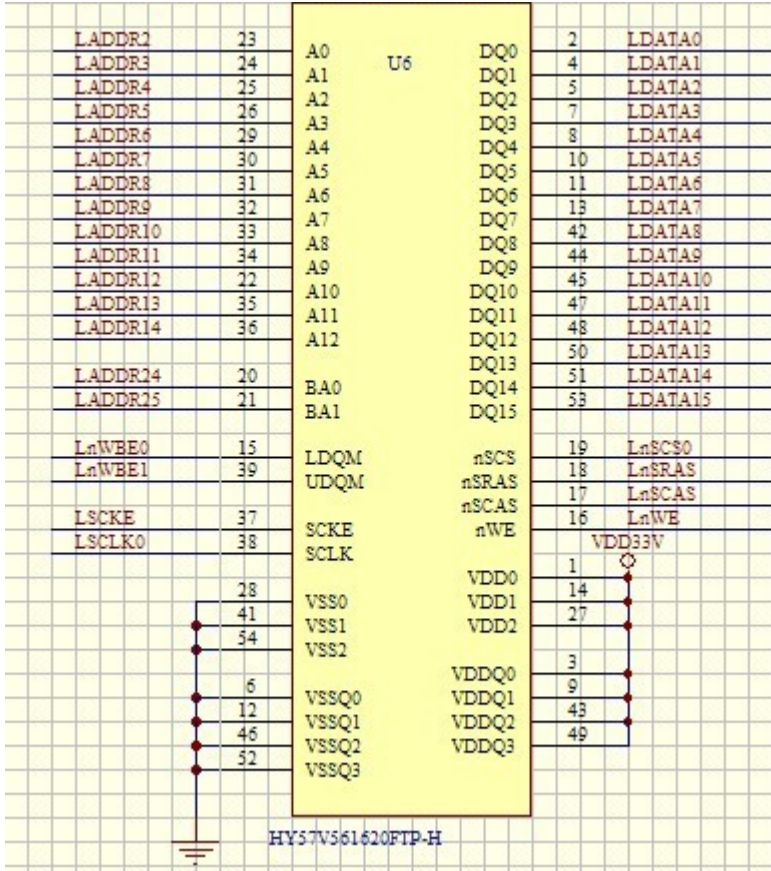 LADDR2 23 A0 DQ0 2 LDATA0
LADDR3 24 A1 U6 DQ1 4 LDATA1
LADDR4 25 A2 DQ2 5 LDATA2
LADDR5 26 A3 DQ3 7 LDATA3
LADDR6 29 A4 DQ4 8 LDATA4
LADDR7 30 A5 DQ5 10 LDATA5
LADDR8 31 A6 DQ6 11 LDATA6
LADDR9 32 A7 DQ7 13 LDATA7
LADDR10 33 A8 DQ8 42 LDATA8
LADDR11 34 A9 DQ9 44 LDATA9
LADDR12 22 A10 DQ10 45 LDATA10
LADDR13 35 A11 DQ11 47 LDATA11
LADDR14 36 A12 DQ12 48 LDATA12
DQ13 50 LDATA13
LADDR24 20 BA0 DQ14 51 LDATA14
LADDR25 21 BA1 DQ15 53 LDATA15
LnWBE0 15 LDQM nSCS 19 LnSCS0
LnWBE1 39 UDQM nSRAS 18 LnSRAS
nSCAS 17 LnSCAS
LSCKE 37 SCKE nWE 16 LnWE
LSCLK0 38 SCLK VDD33V
VDD0 1
28 VSS0 VDD1 14
41 VSS1 VDD2 27
54 VSS2
VDDQ0 3
6 VSSQ0 VDDQ1 9
12 VSSQ1 VDDQ2 43
46 VSSQ2 VDDQ3 49
52 VSSQ3
HY57V561620FTP-H